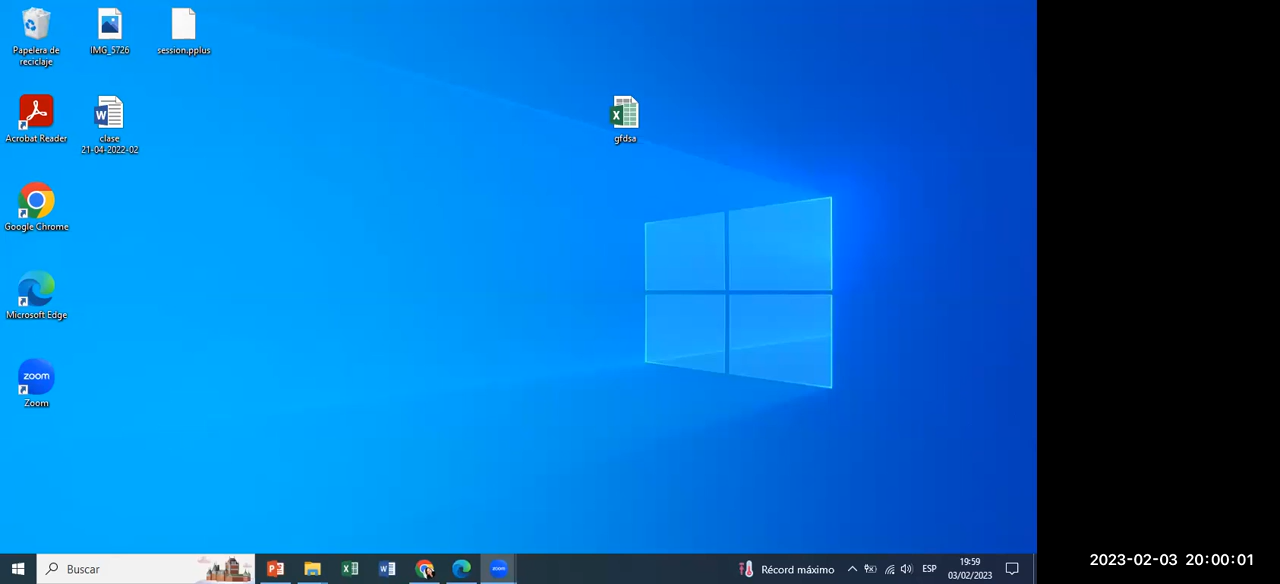 Papelera de
reciclaje
IMG_5726
session.pplus
Acrobat Reader
clase
21-04-2022-02
gfdsa
Google Chrome
Microsoft Edge
zoom
Zoom
Buscar
zoom
Récord máximo
ESP
19:59
03/02/2023
2023-02-03 20:00:01